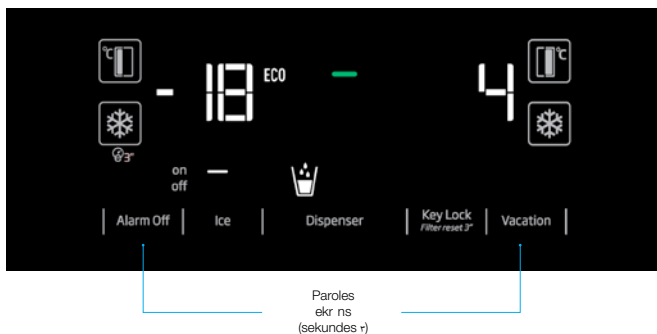 °C °C
- 18 ECO 4
3"
on
off
Alarm Off Ice Dispenser Key Lock Vacation
Filter reset 3"
Paroles
ekr ns
(sekundes ٣)